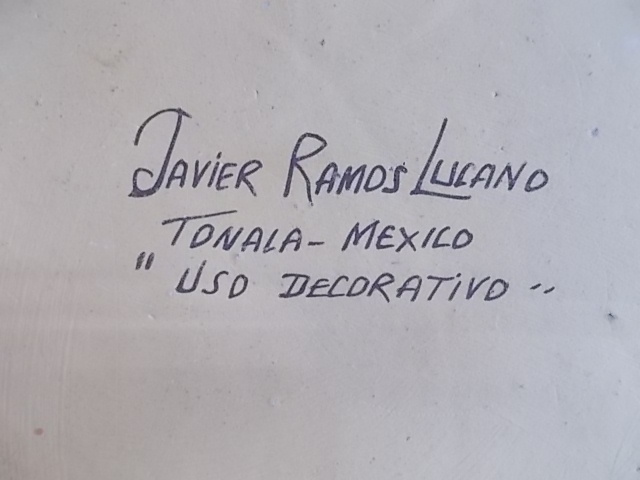 JAVIER RAMOS LUCANO
TONALA - MEXICO
" USO DECORATIVO "